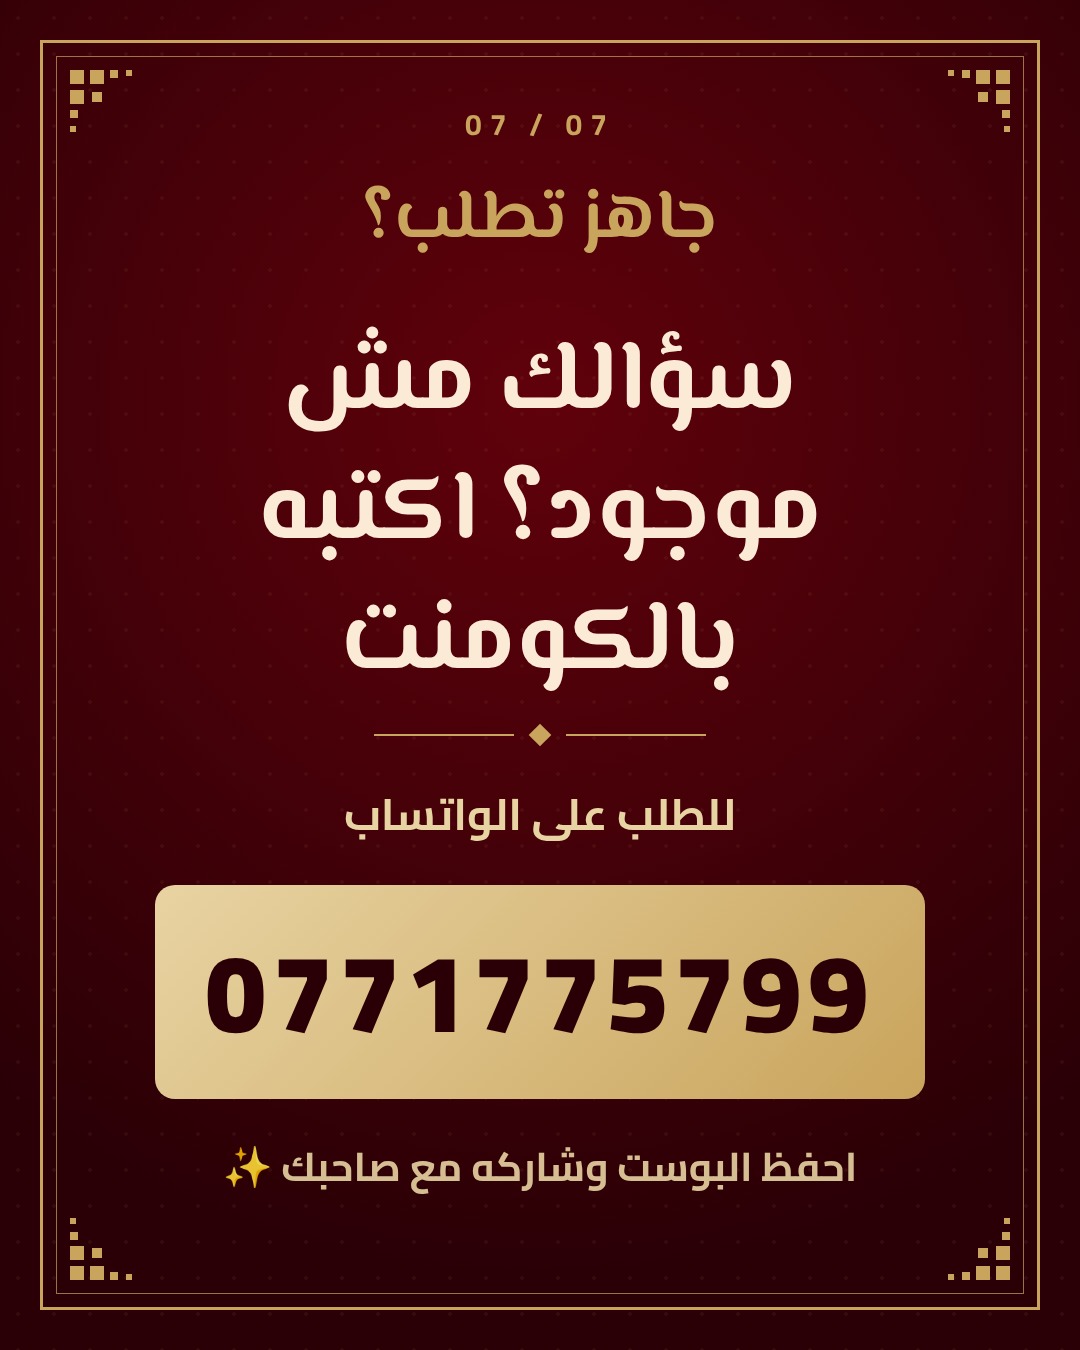 07 / 07
جاهز تطلب؟
سؤالك مش
موجود؟ اكتبه
بالكومنت
للطلب على الواتساب
0771775799
احفظ البوست وشاركه مع صاحبك ✨